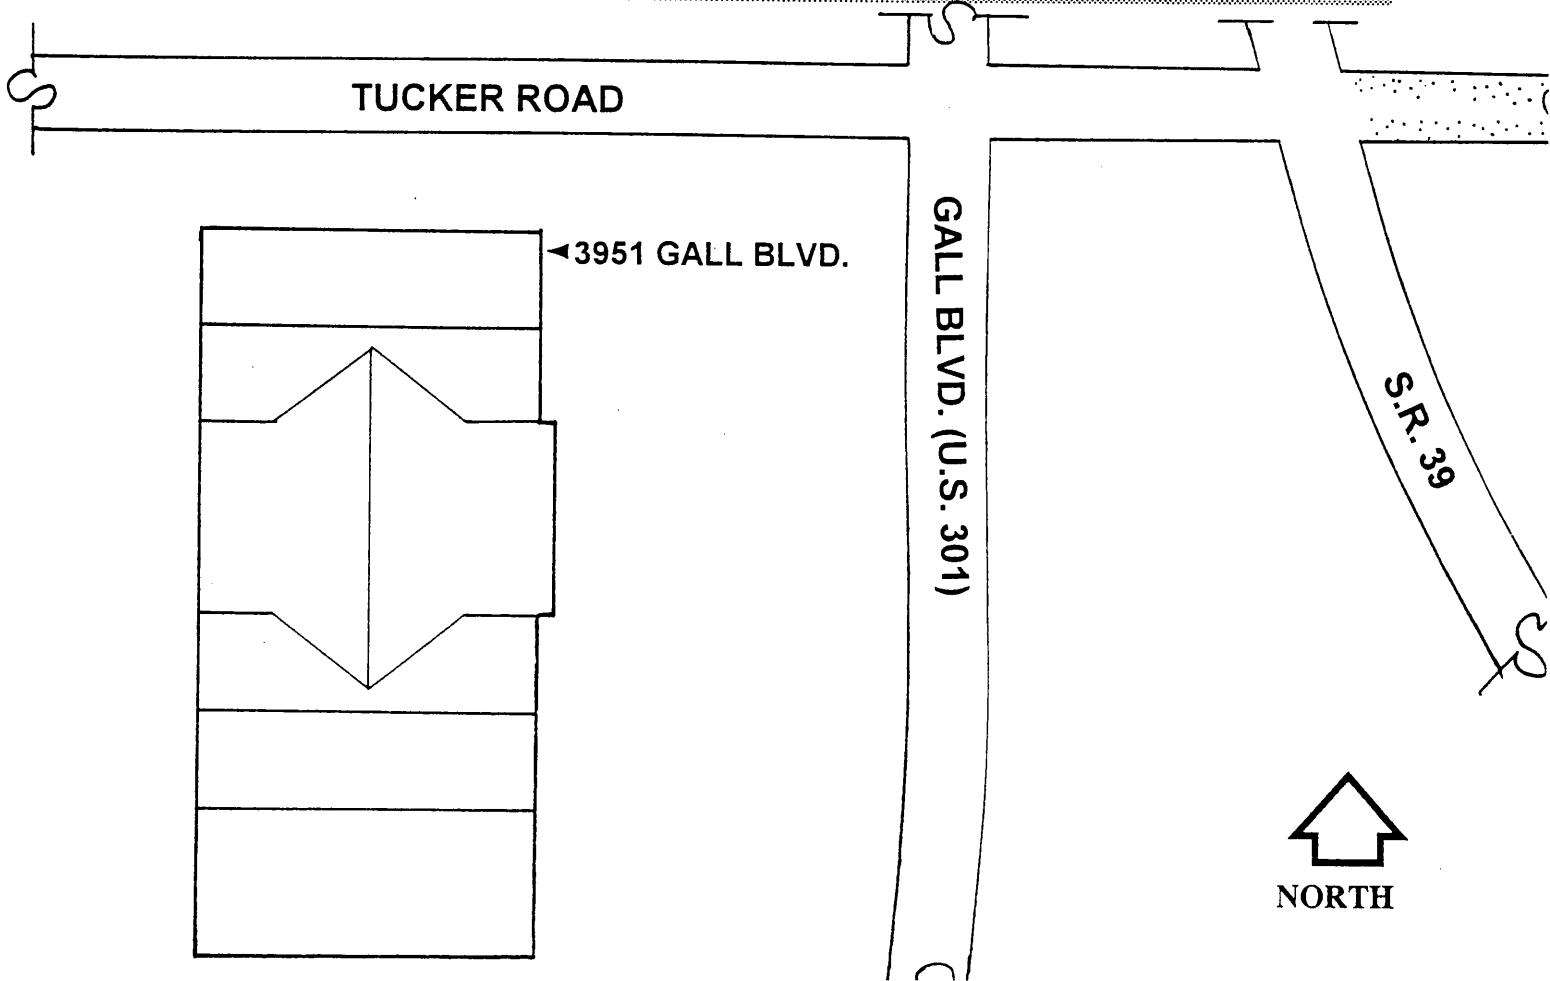 TUCKER ROAD
3951 GALL BLVD.
GALL BLVD. (U.S. 301)
S.R. 39
NORTH